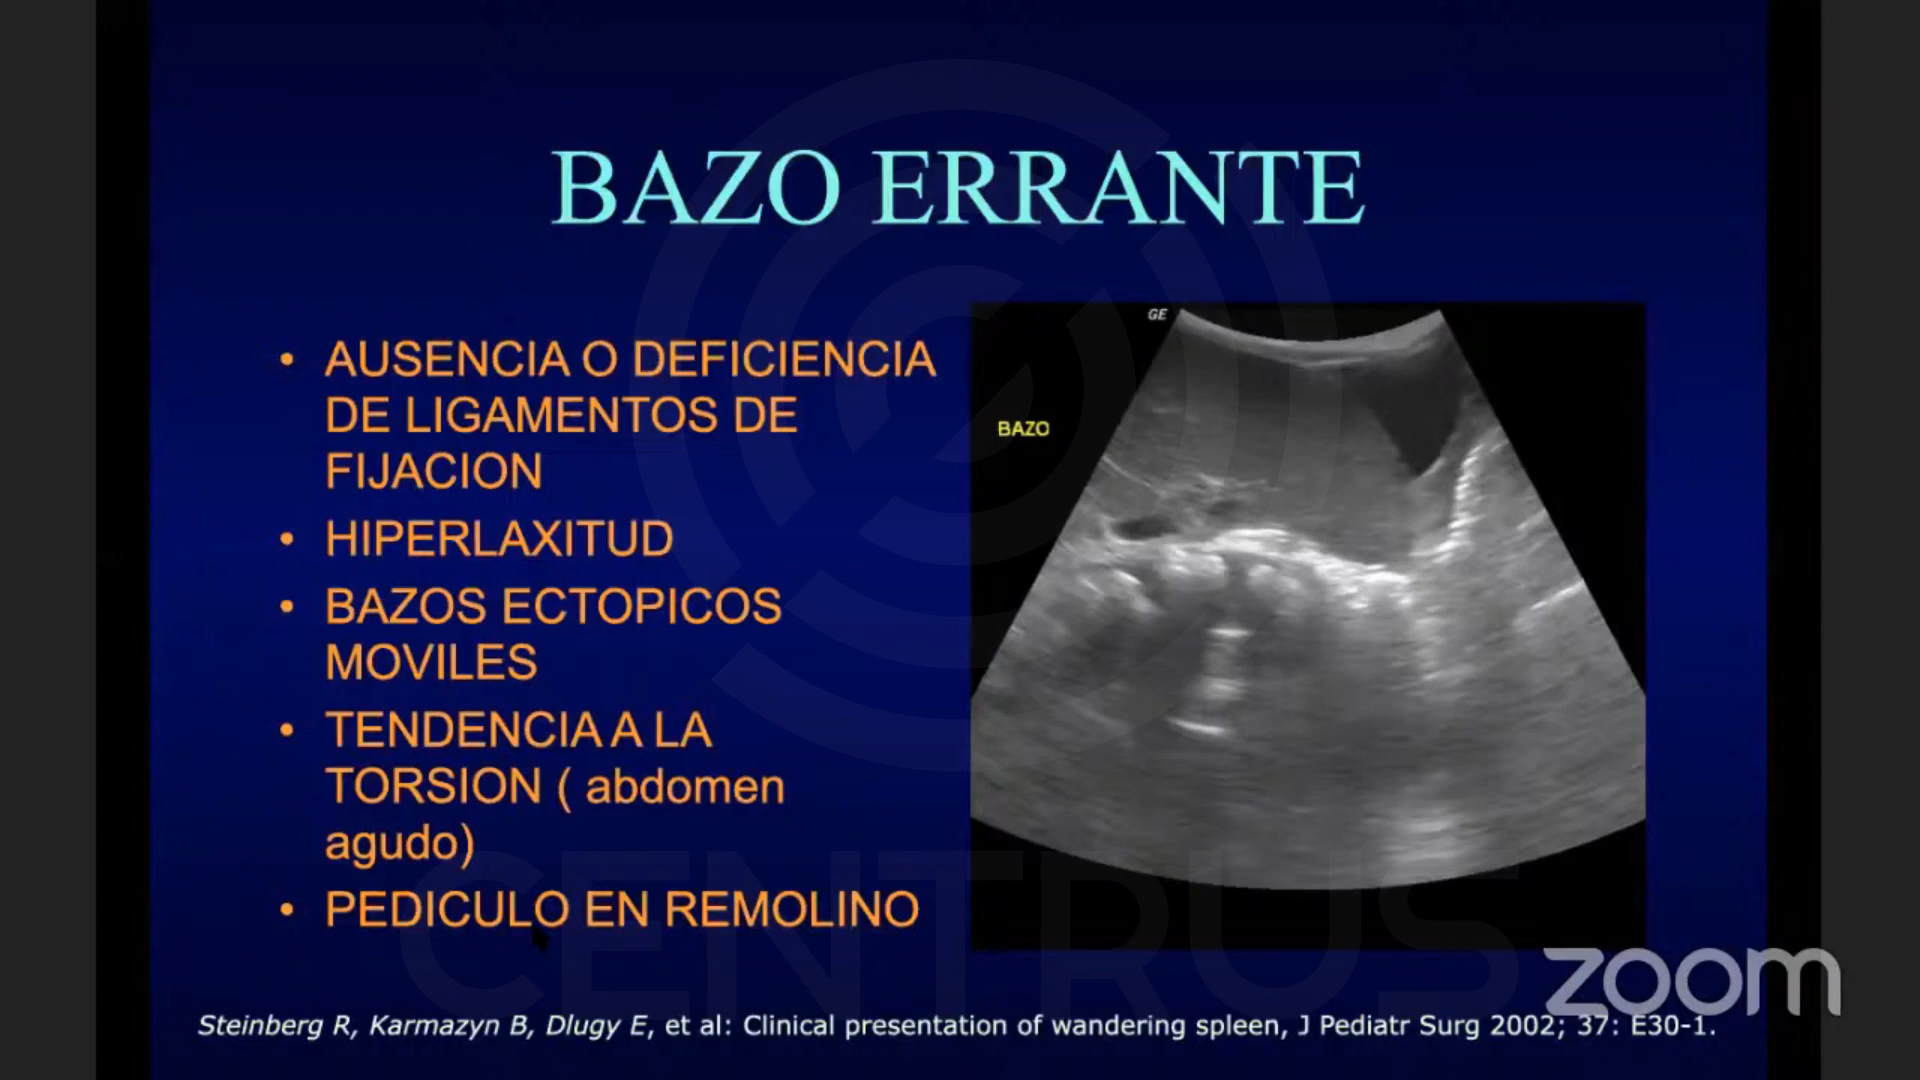 BAZO ERRANTE
• AUSENCIA O DEFICIENCIA
DE LIGAMENTOS DE
FIJACION
• HIPERLAXITUD
• BAZOS ECTOPICOS
MOVILES
• TENDENCIA A LA
TORSION ( abdomen
agudo)
• PEDICULO EN REMOLINO
GE
BAZO
CENTRUS
zoom
Steinberg R, Karmazyn B, Dlugy E, et al: Clinical presentation of wandering spleen, J Pediatr Surg 2002; 37: E30-1.